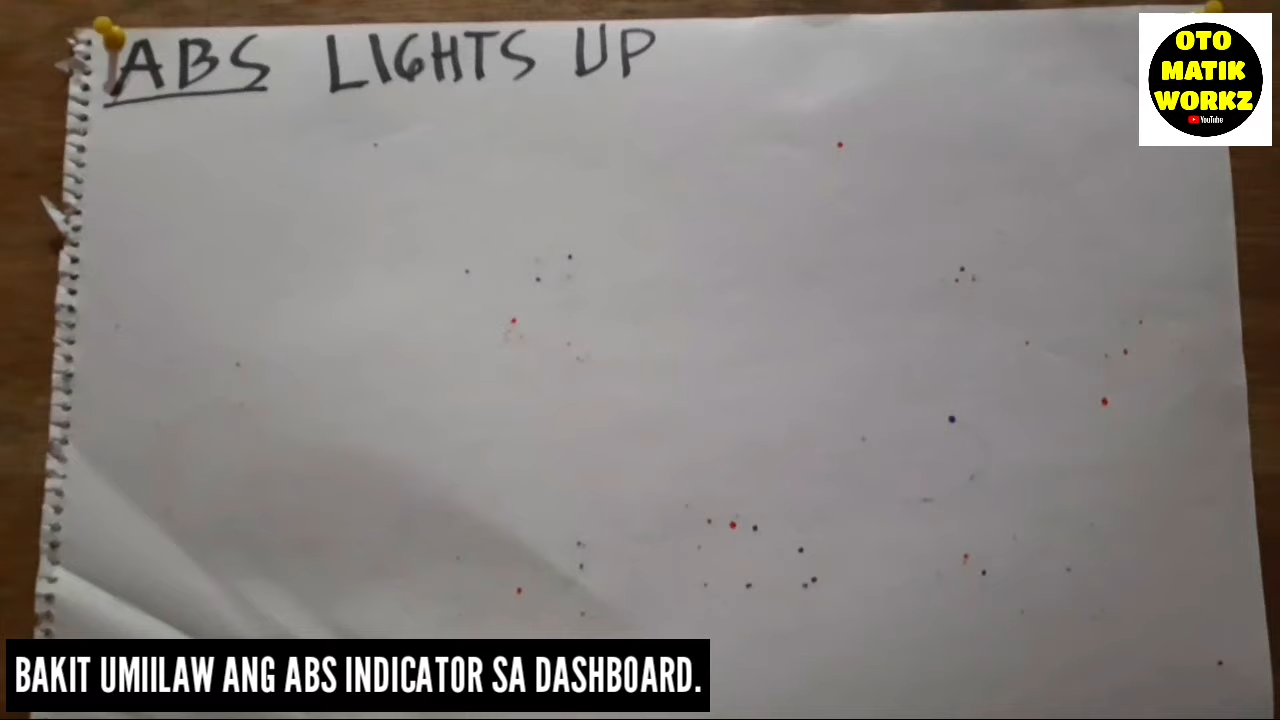 ABS LIGHTS UP
OTO
MATIK
WORKZ
YouTube
BAKIT UMIILAW ANG ABS INDICATOR SA DASHBOARD.